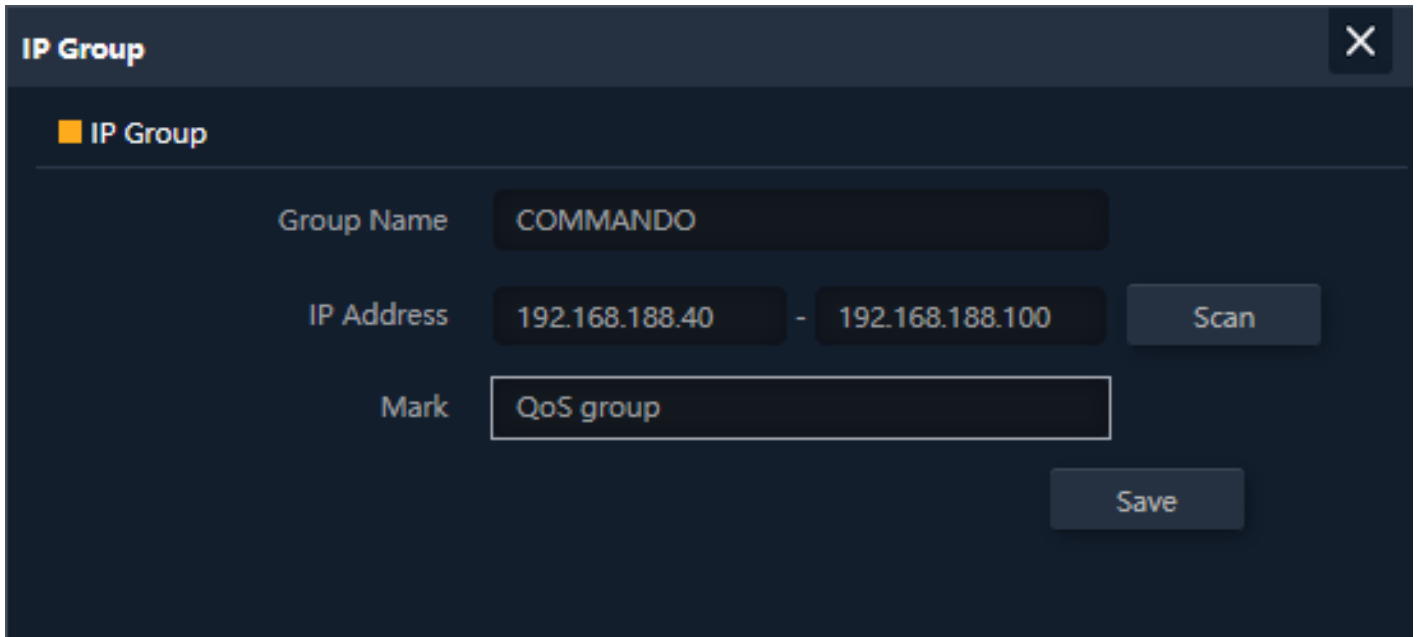 IP Group
IP Group
Group Name COMMANDO
IP Address 192.168.188.40 - 192.168.188.100 Scan
Mark QoS group
Save